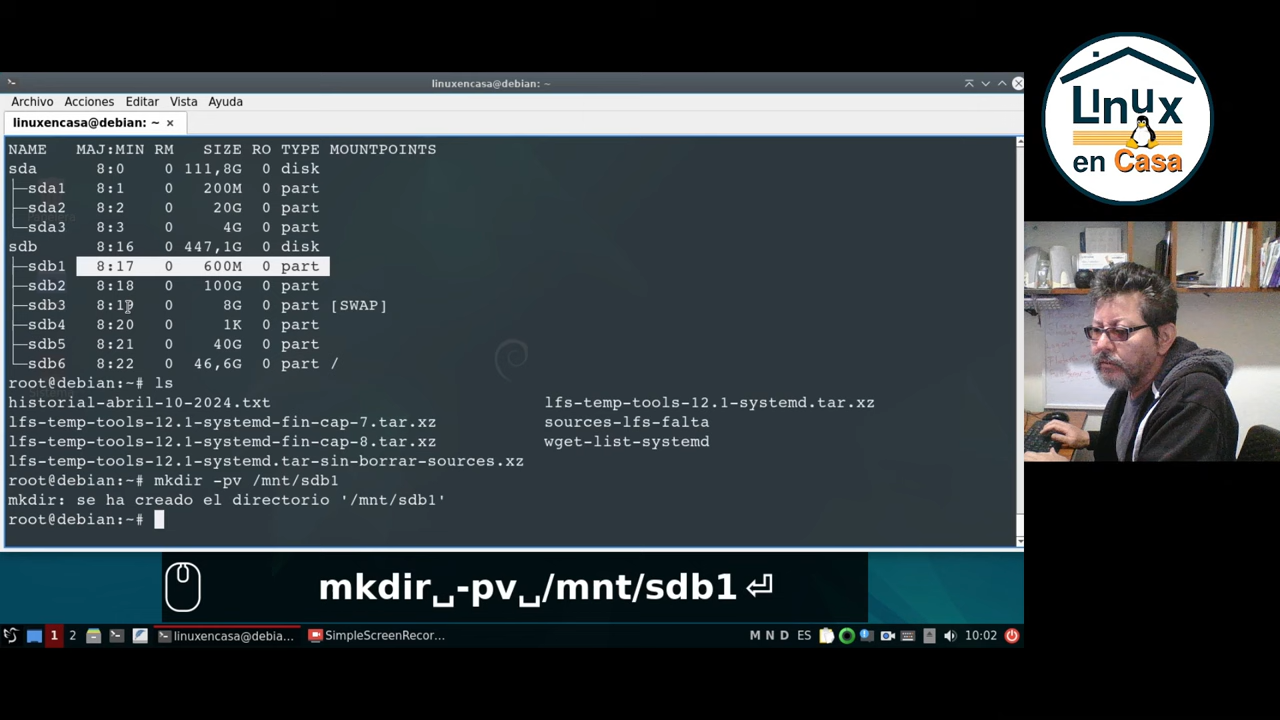 linuxencasa@debian: ~
Archivo Acciones Editar Vista Ayuda
linuxencasa@debian: ~ ×
NAME MAJ:MIN RM SIZE RO TYPE MOUNTPOINTS
sda 8:0 0 111,8G 0 disk
├─sda1 8:1 0 200M 0 part
├─sda2 8:2 0 20G 0 part
└─sda3 8:3 0 4G 0 part
sdb 8:16 0 447,1G 0 disk
├─sdb1 8:17 0 600M 0 part
├─sdb2 8:18 0 100G 0 part
├─sdb3 8:19 0 8G 0 part [SWAP]
├─sdb4 8:20 0 1K 0 part
├─sdb5 8:21 0 40G 0 part
└─sdb6 8:22 0 46,6G 0 part /
root@debian:~# ls
historial-abril-10-2024.txt lfs-temp-tools-12.1-systemd.tar.xz
lfs-temp-tools-12.1-systemd-fin-cap-7.tar.xz sources-lfs-falta
lfs-temp-tools-12.1-systemd-fin-cap-8.tar.xz wget-list-systemd
lfs-temp-tools-12.1-systemd.tar-sin-borrar-sources.xz
root@debian:~# mkdir -pv /mnt/sdb1
mkdir: se ha creado el directorio '/mnt/sdb1'
root@debian:~#
mkdir␣-pv␣/mnt/sdb1 ⏎
1 2 linuxencasa@debia... SimpleScreenRecor... M N D ES 10:02
Linux
en Casa